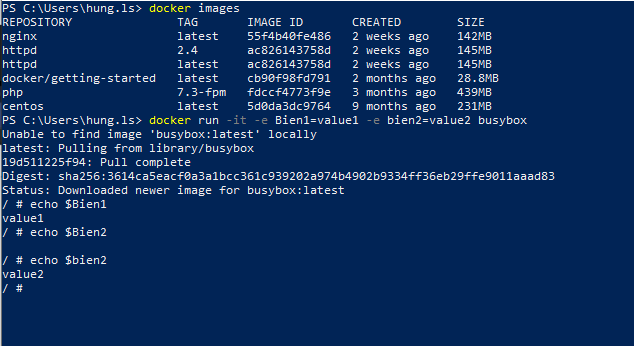 PS C:\Users\hung.ls> docker images
REPOSITORY TAG IMAGE ID CREATED SIZE
nginx latest 55f4b40fe486 2 weeks ago 142MB
httpd 2.4 ac826143758d 2 weeks ago 145MB
httpd latest ac826143758d 2 weeks ago 145MB
docker/getting-started latest cb90f98fd791 2 months ago 28.8MB
php 7.3-fpm fdccf4773f9e 3 months ago 439MB
centos latest 5d0da3dc9764 9 months ago 231MB
PS C:\Users\hung.ls> docker run -it -e Bien1=value1 -e bien2=value2 busybox
Unable to find image 'busybox:latest' locally
latest: Pulling from library/busybox
19d511225f94: Pull complete
Digest: sha256:3614ca5eacf0a3a1bcc361c939202a974b4902b9334ff36eb29ffe9011aaad83
Status: Downloaded newer image for busybox:latest
/ # echo $Bien1
value1
/ # echo $Bien2
/ # echo $bien2
value2
/ #